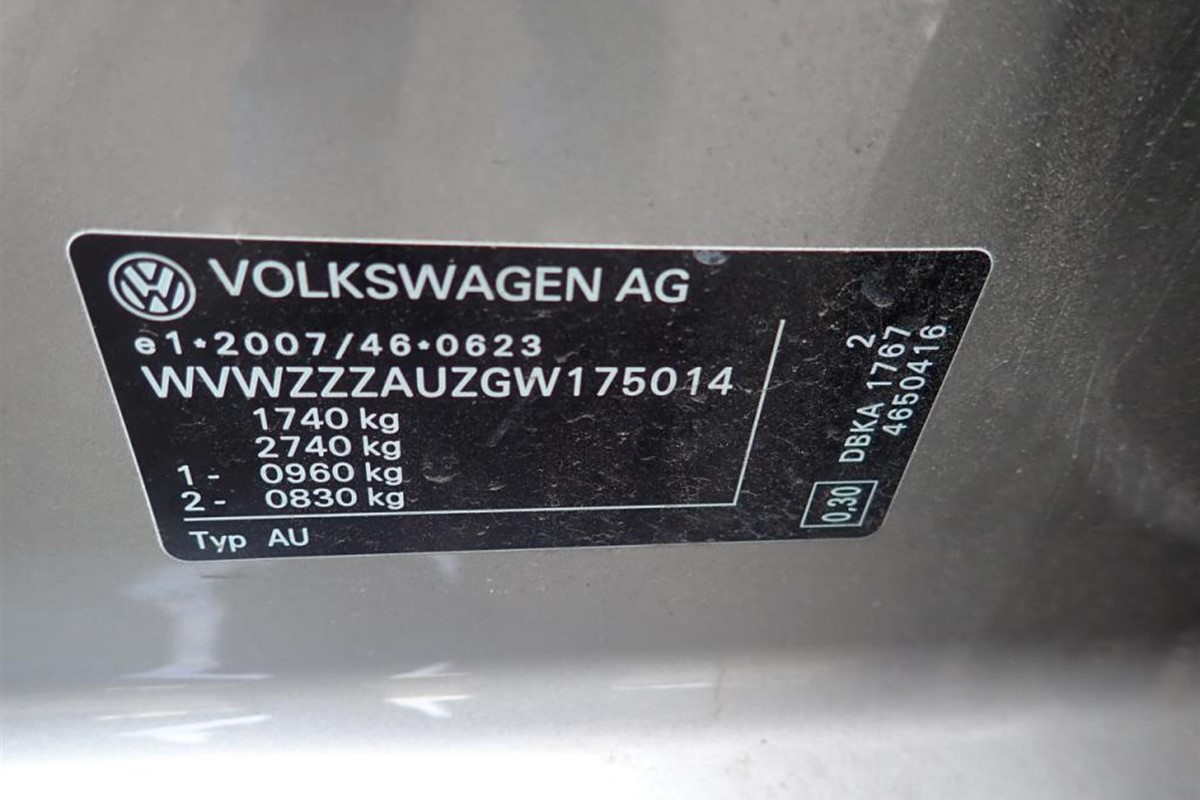 VOLKSWAGEN AG
e1*2007/46*0623
WVWZZZAUZGW175014
1740 kg
2740 kg
1- 0960 kg
2- 0830 kg
Typ AU
2
DBKA 1767
4650416
0,30